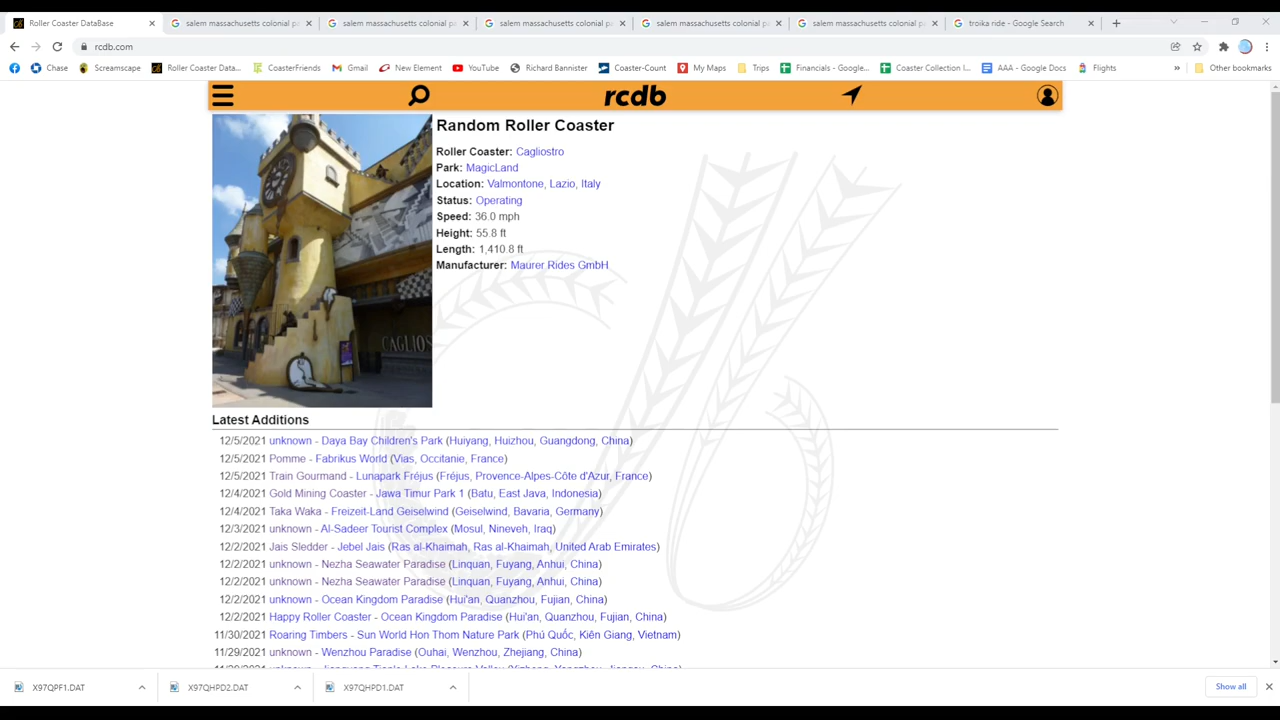 Roller Coaster DataBase
salem massachusetts colonial pa
salem massachusetts colonial pa
salem massachusetts colonial pa
salem massachusetts colonial pa
salem massachusetts colonial pa
troika ride - Google Search
rcdb.com
Chase
Screamscape
Roller Coaster Data...
CoasterFriends
Gmail
New Element
YouTube
Richard Bannister
Coaster-Count
My Maps
Trips
Financials - Google...
Coaster Collection I...
AAA - Google Docs
Flights
»
Other bookmarks
rcdb
Random Roller Coaster
Roller Coaster: Cagliostro
Park: MagicLand
Location: Valmontone, Lazio, Italy
Status: Operating
Speed: 36.0 mph
Height: 55.8 ft
Length: 1,410.8 ft
Manufacturer: Maurer Rides GmbH
CAGLIOS
Latest Additions
12/5/2021 unknown - Daya Bay Children's Park (Huiyang, Huizhou, Guangdong, China)
12/5/2021 Pomme - Fabrikus World (Vias, Occitanie, France)
12/5/2021 Train Gourmand - Lunapark Fréjus (Fréjus, Provence-Alpes-Côte d'Azur, France)
12/4/2021 Gold Mining Coaster - Jawa Timur Park 1 (Batu, East Java, Indonesia)
12/4/2021 Taka Waka - Freizeit-Land Geiselwind (Geiselwind, Bavaria, Germany)
12/3/2021 unknown - Al-Sadeer Tourist Complex (Mosul, Nineveh, Iraq)
12/2/2021 Jais Sledder - Jebel Jais (Ras al-Khaimah, Ras al-Khaimah, United Arab Emirates)
12/2/2021 unknown - Nezha Seawater Paradise (Linquan, Fuyang, Anhui, China)
12/2/2021 unknown - Nezha Seawater Paradise (Linquan, Fuyang, Anhui, China)
12/2/2021 unknown - Ocean Kingdom Paradise (Hui'an, Quanzhou, Fujian, China)
12/2/2021 Happy Roller Coaster - Ocean Kingdom Paradise (Hui'an, Quanzhou, Fujian, China)
11/30/2021 Roaring Timbers - Sun World Hon Thom Nature Park (Phú Quốc, Kiên Giang, Vietnam)
11/29/2021 unknown - Wenzhou Paradise (Ouhai, Wenzhou, Zhejiang, China)
X97QPF1.DAT
X97QHPD2.DAT
X97QHPD1.DAT
Show all